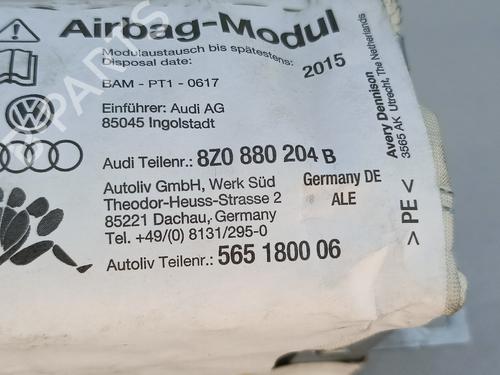 Airbag-Modul
Modulaustausch bis spätestens:
Disposal date:
2015
BAM - PT1 - 0617
Einführer: Audi AG
85045 Ingolstadt
Audi Teilenr.: 8Z0 880 204 B
Autoliv GmbH, Werk Süd
Theodor-Heuss-Strasse 2
85221 Dachau, Germany
Tel. +49/(0) 8131/295-0
Germany DE
ALE
Autoliv Teilenr.: 565 1800 06
Avery Dennison
3565 AK Utrecht, The Netherlands
> PE <